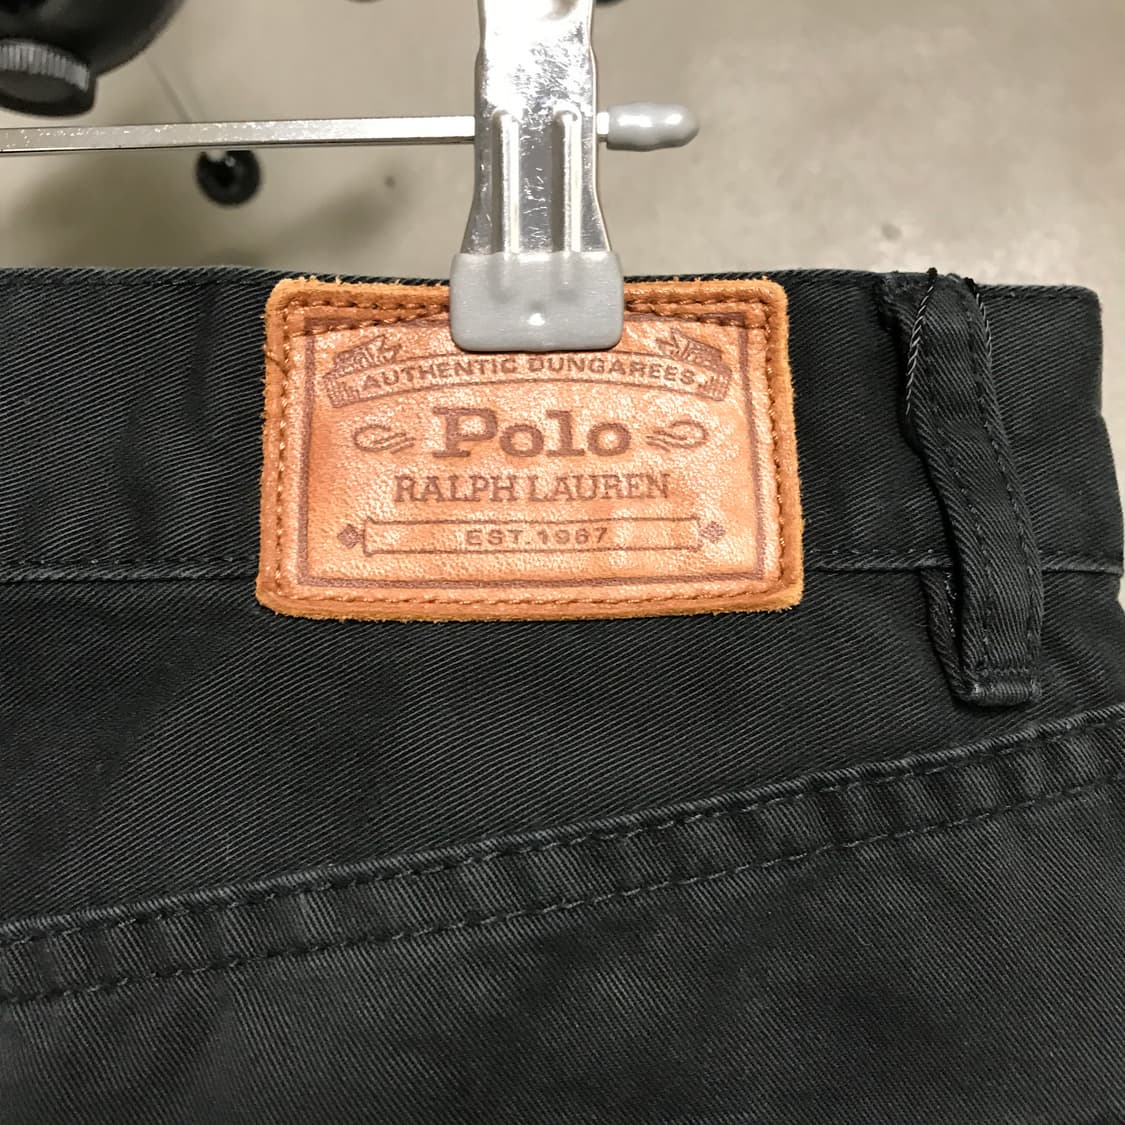 AUTHENTIC DUNGAREES
Polo
RALPH LAUREN
EST. 1967